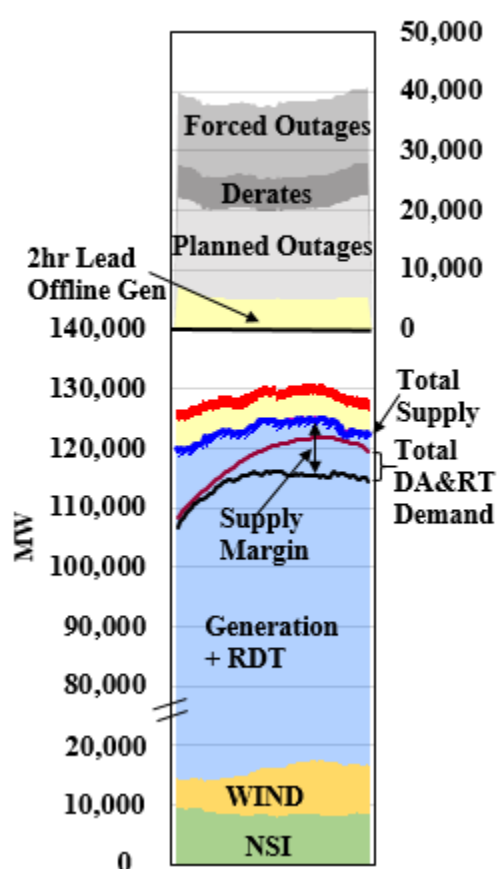 50,000
40,000
Forced Outages
30,000
Derates
20,000
Planned Outages
10,000
2hr Lead
Offline Gen
140,000
0
130,000
Total
Supply
120,000
Total
DA&RT
Demand
110,000
Supply
Margin
MW
100,000
90,000
Generation
+ RDT
80,000
20,000
WIND
10,000
NSI
0